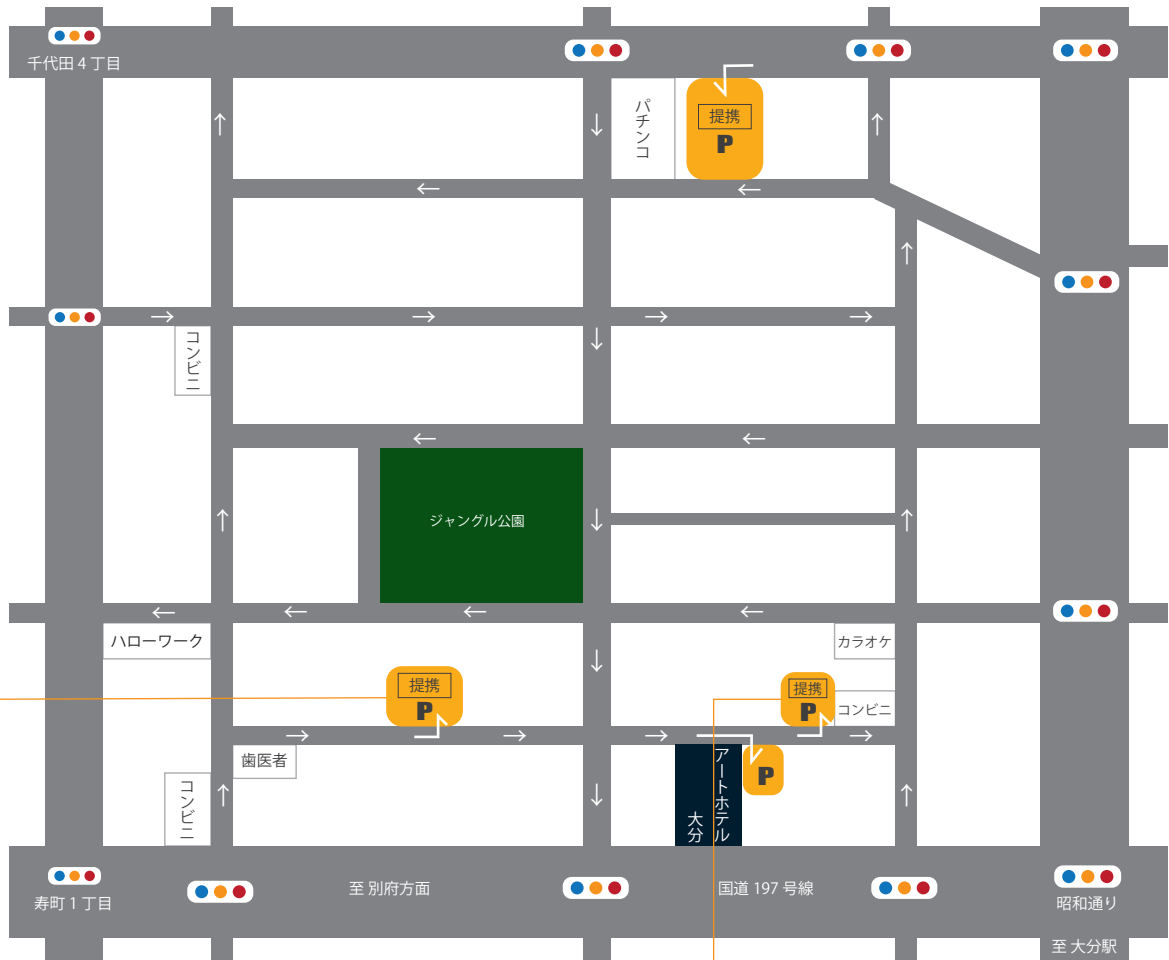 千代田 4 丁目
パチンコ
提携
P
コンビニ
ジャングル公園
ハローワーク
カラオケ
提携
P
提携
P
コンビニ
歯医者
コンビニ
アートホテル
大分
P
寿町 1 丁目
至 別府方面
国道 197 号線
昭和通り
至 大分駅